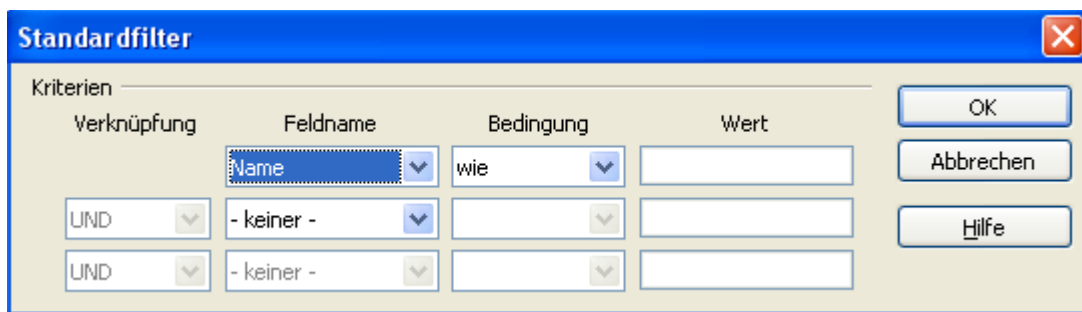 Standardfilter
Kriterien
Verknüpfung Feldname Bedingung Wert
Name wie
UND - keiner -
UND - keiner -
OK
Abbrechen
Hilfe